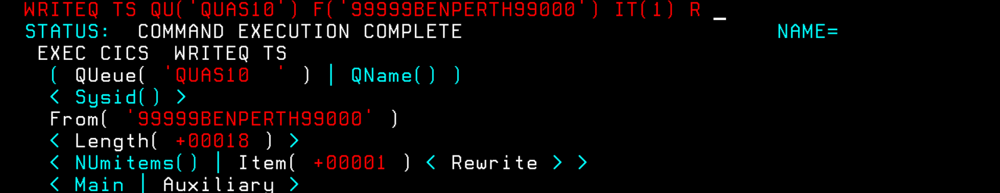 WRITEQ TS QU('QUAS10') F('99999BENPERTH99000') IT(1) R _
STATUS:  COMMAND EXECUTION COMPLETE NAME=
EXEC CICS  WRITEQ TS
( QUeue( 'QUAS10  ' ) | QName() )
< Sysid() >
From( '99999BENPERTH99000' )
< Length( +00018 ) >
< NUmitems() | Item( +00001 ) < Rewrite > >
< Main | Auxiliary >